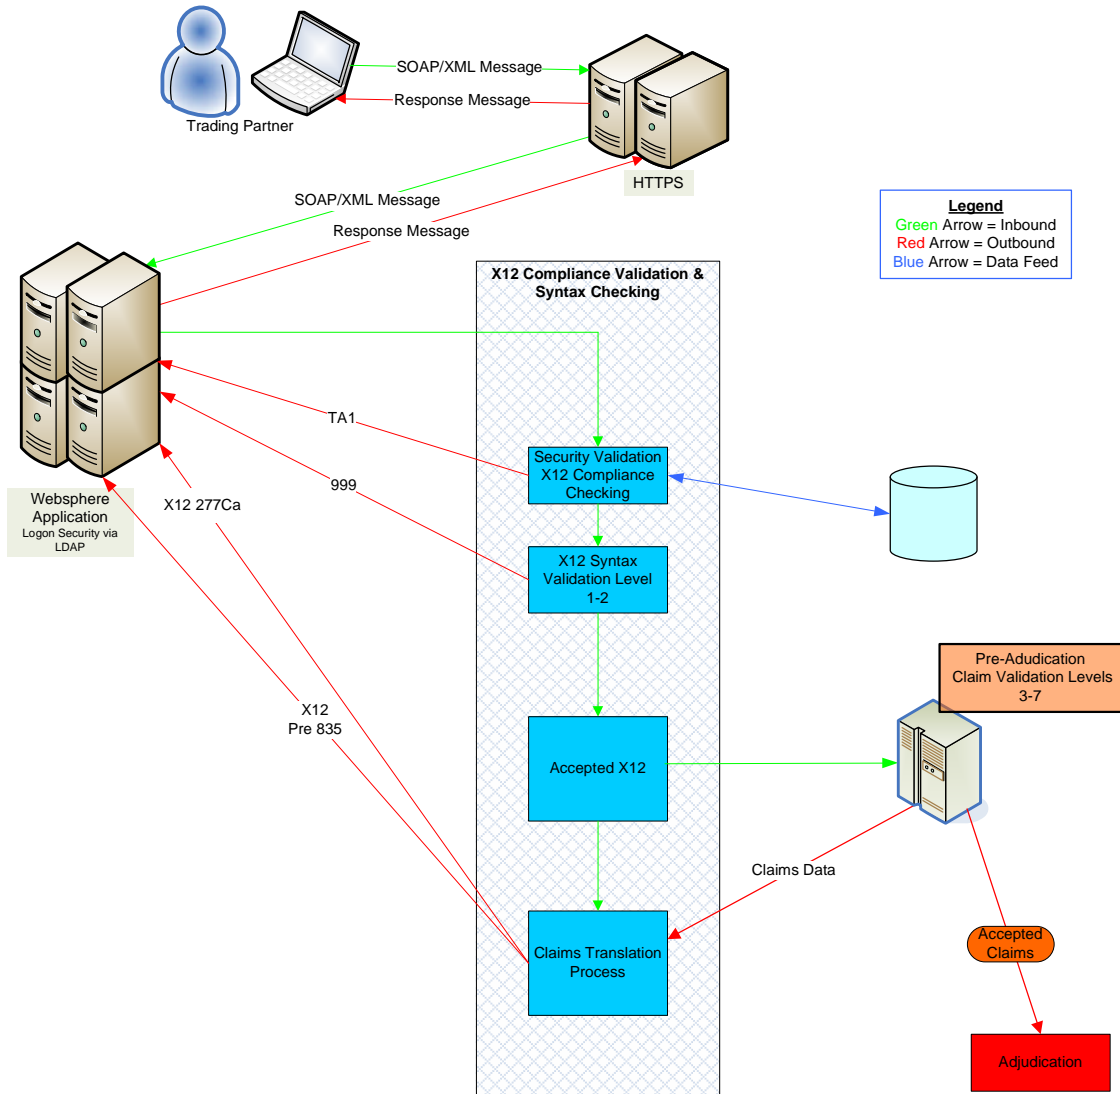 SOAP/XML Message
Response Message
Trading Partner
HTTPS
SOAP/XML Message
Response Message
Legend
Green Arrow = Inbound
Red Arrow = Outbound
Blue Arrow = Data Feed
X12 Compliance Validation &
Syntax Checking
TA1
999
X12 277Ca
Websphere
Application
Logon Security via
LDAP
Security Validation
X12 Compliance
Checking
X12 Syntax
Validation Level
1-2
Pre-Adudication
Claim Validation Levels
3-7
X12
Pre 835
Accepted X12
Claims Data
Claims Translation
Process
Accepted
Claims
Adjudication